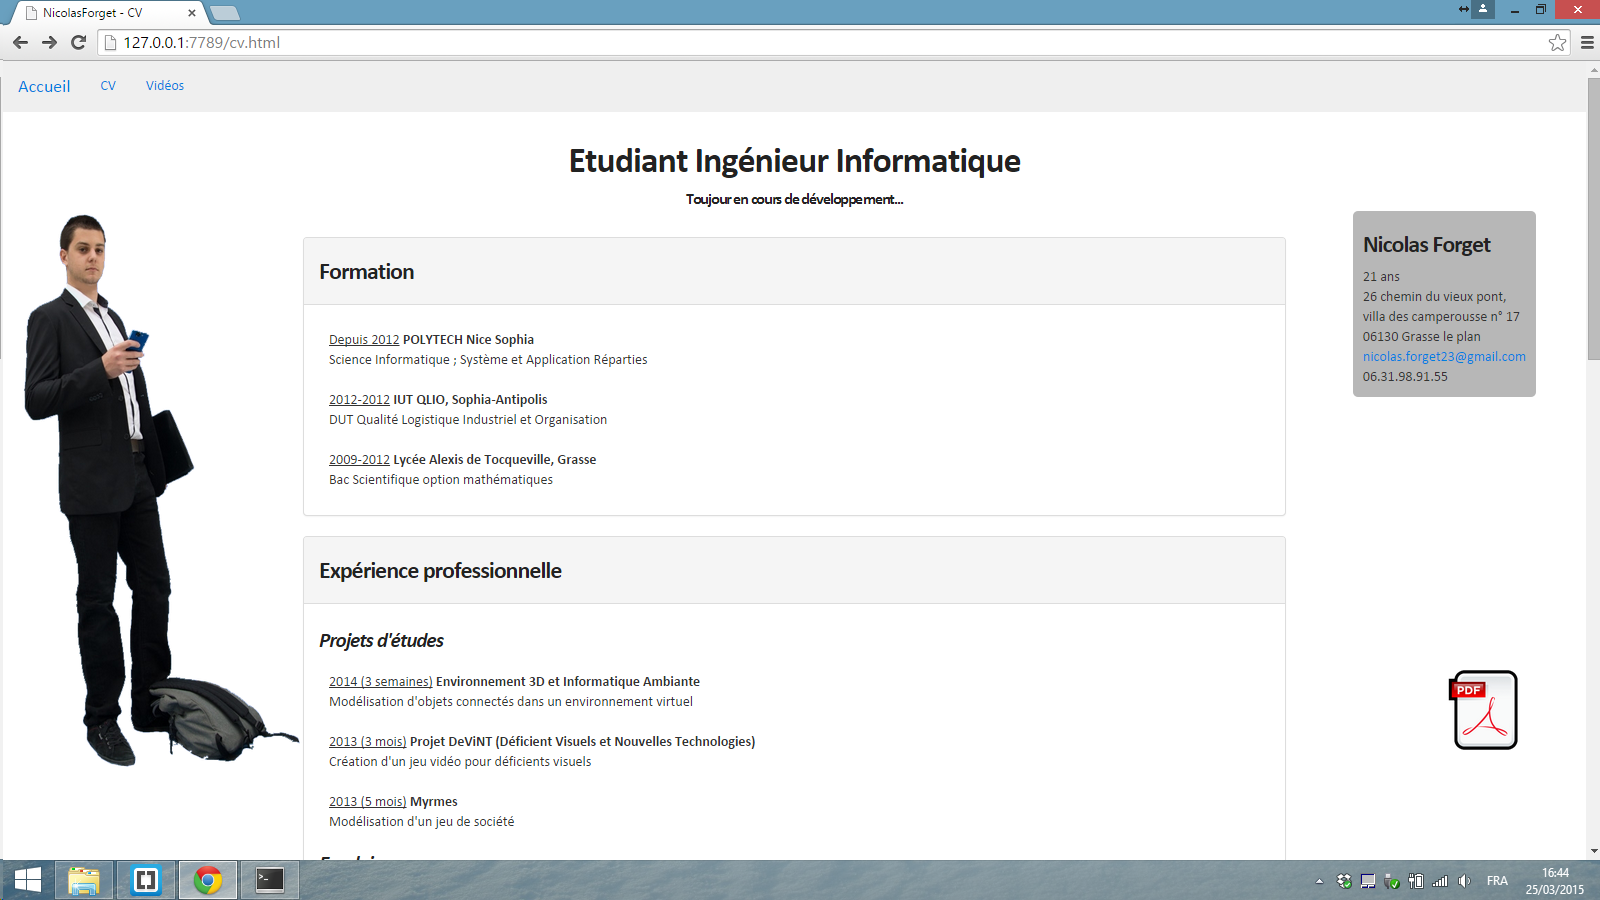 NicolasForget - CV
127.0.0.1:7789/cv.html
Accueil CV Vidéos
Etudiant Ingénieur Informatique
Toujour en cours de développement...
Formation
Depuis 2012 POLYTECH Nice Sophia
Science Informatique ; Système et Application Réparties
2012-2012 IUT QLIO, Sophia-Antipolis
DUT Qualité Logistique Industriel et Organisation
2009-2012 Lycée Alexis de Tocqueville, Grasse
Bac Scientifique option mathématiques
Expérience professionnelle
Projets d'études
2014 (3 semaines) Environnement 3D et Informatique Ambiante
Modélisation d'objets connectés dans un environnement virtuel
2013 (3 mois) Projet DeViNT (Déficient Visuels et Nouvelles Technologies)
Création d'un jeu vidéo pour déficients visuels
2013 (5 mois) Myrmes
Modélisation d'un jeu de société
Nicolas Forget
21 ans
26 chemin du vieux pont,
villa des camperousse n° 17
06130 Grasse le plan
nicolas.forget23@gmail.com
06.31.98.91.55
PDF
FRA
16:44
25/03/2015